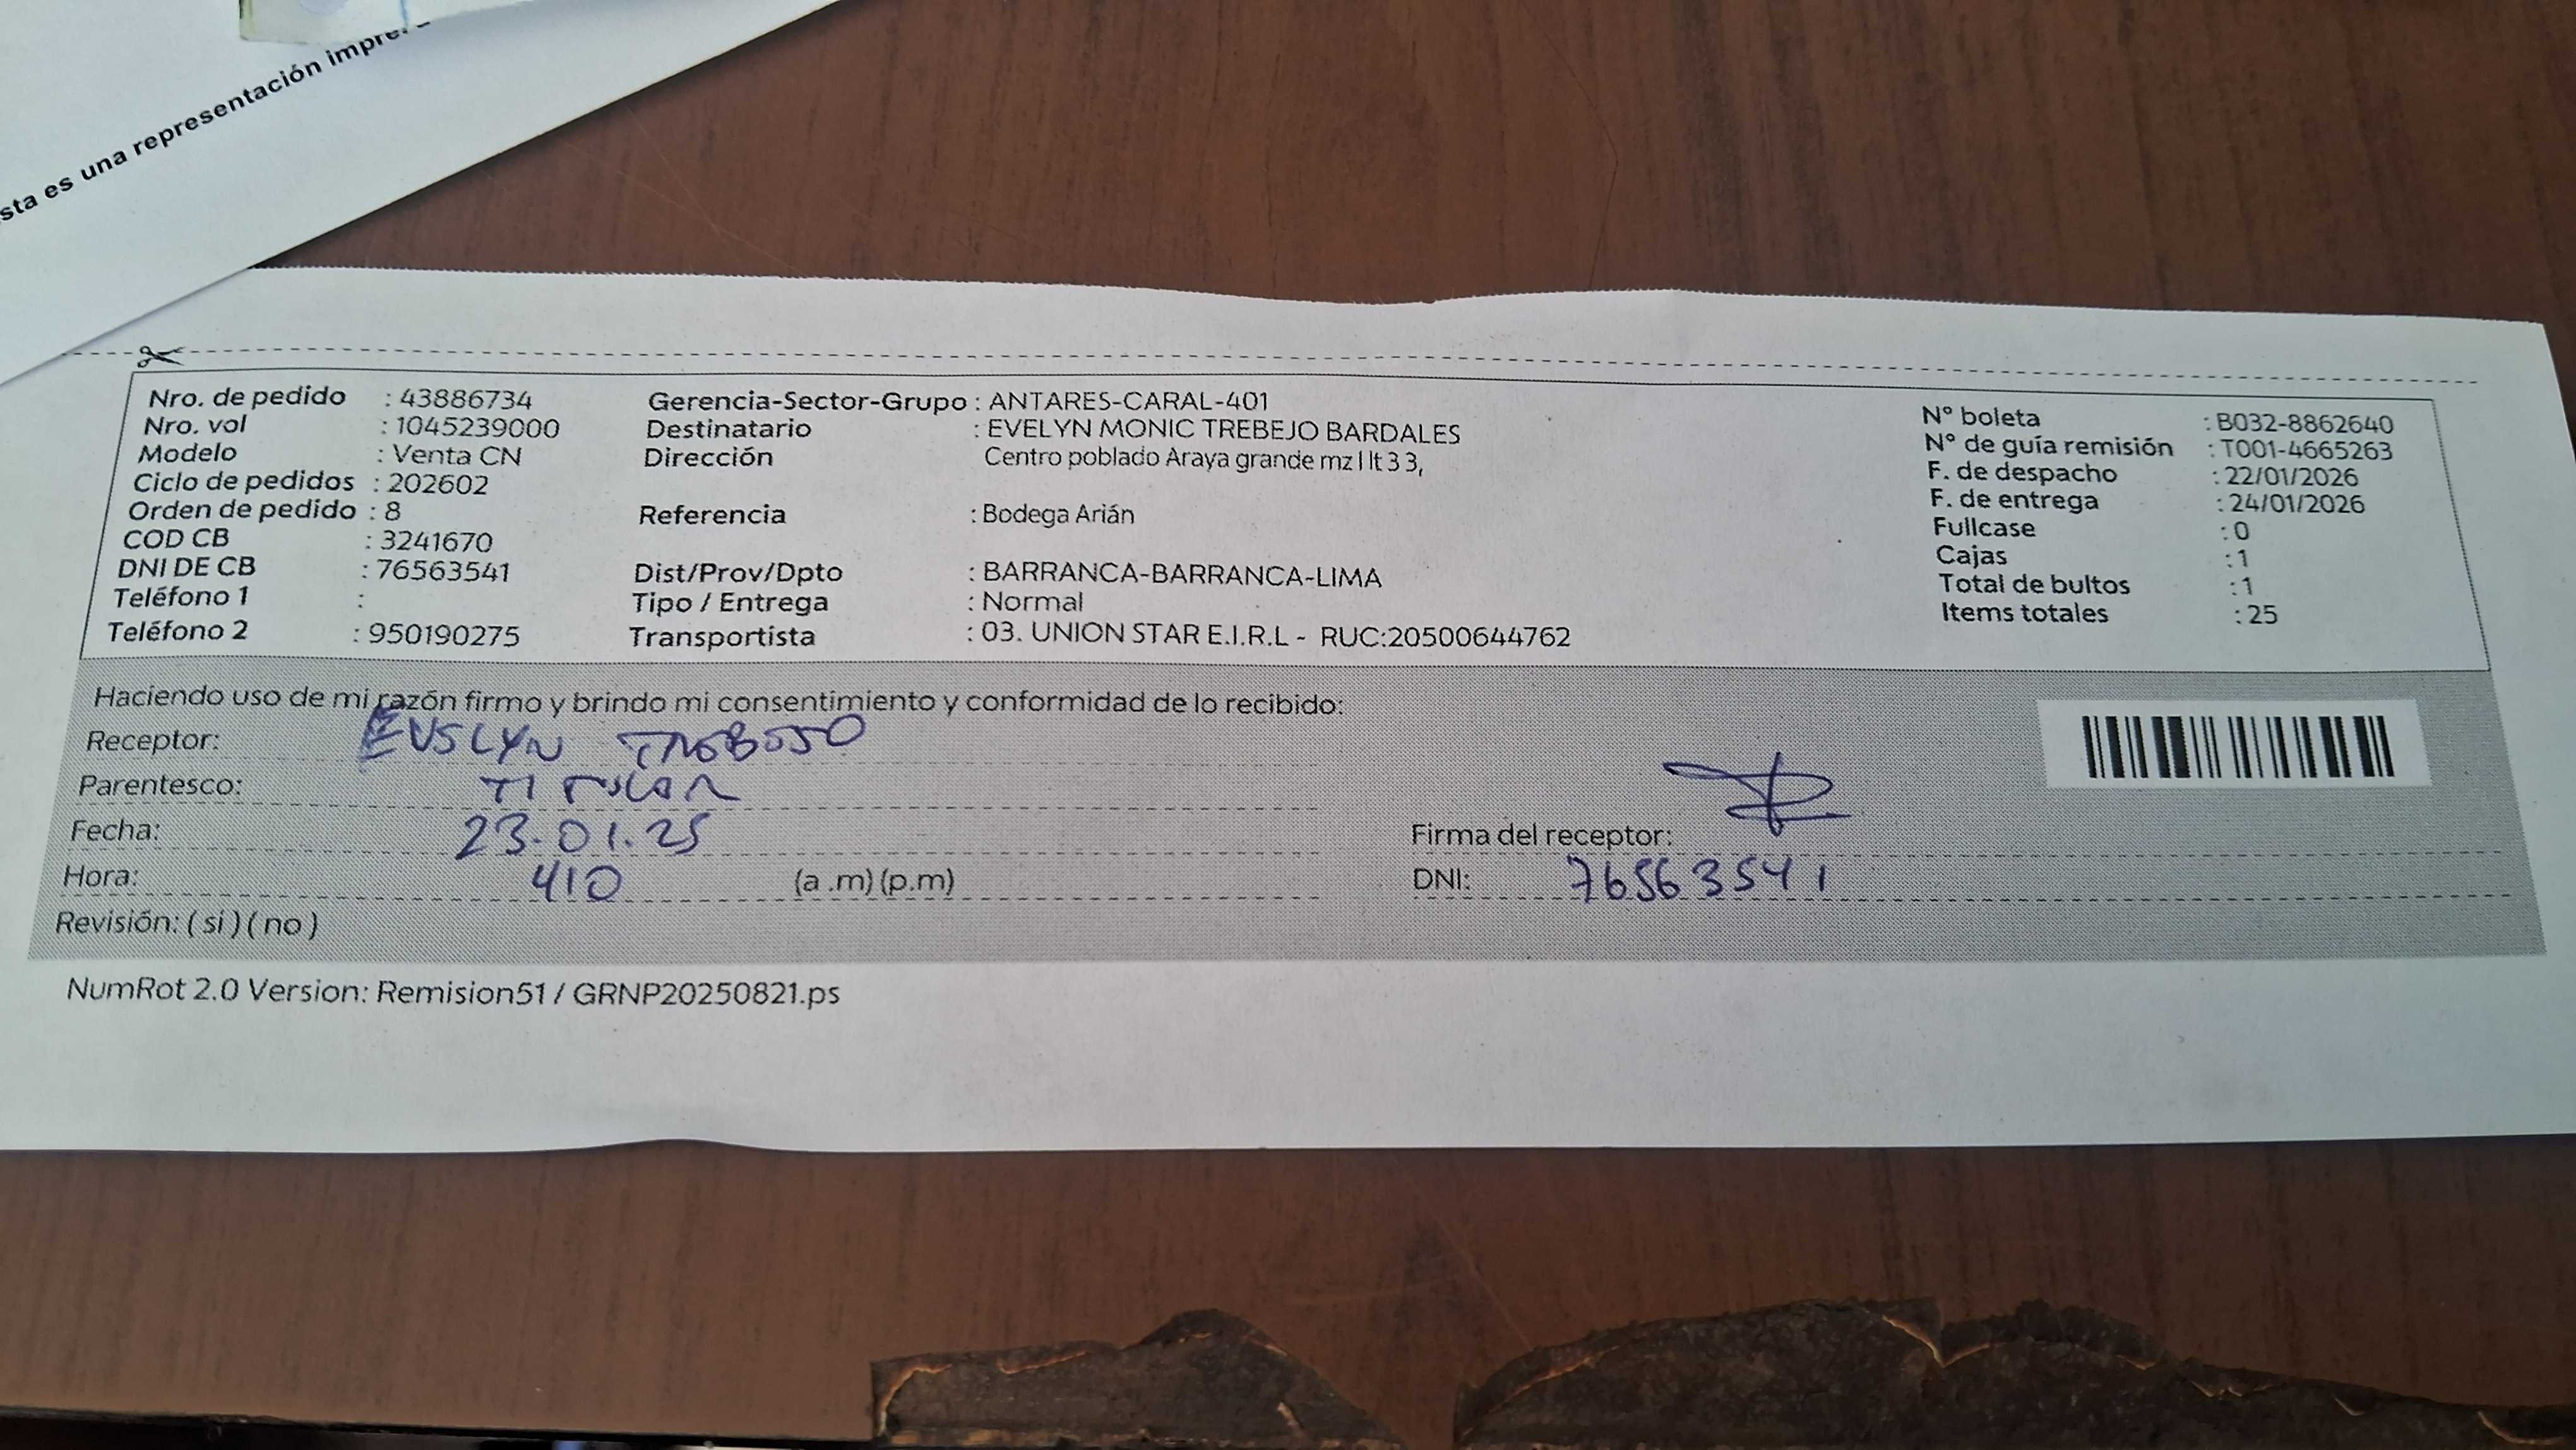 sta es una representación impre
Nro. de pedido : 43886734
Nro. vol : 1045239000
Modelo : Venta CN
Ciclo de pedidos : 202602
Orden de pedido : 8
COD CB : 3241670
DNI DE CB : 76563541
Teléfono 1 :
Teléfono 2 : 950190275
Gerencia-Sector-Grupo : ANTARES-CARAL-401
Destinatario : EVELYN MONIC TREBEJO BARDALES
Dirección Centro poblado Araya grande mz I lt 3 3,
Referencia : Bodega Arián
Dist/Prov/Dpto : BARRANCA-BARRANCA-LIMA
Tipo / Entrega : Normal
Transportista : 03. UNION STAR E.I.R.L - RUC:20500644762
N° boleta : B032-8862640
N° de guía remisión : T001-4665263
F. de despacho : 22/01/2026
F. de entrega : 24/01/2026
Fullcase : 0
Cajas : 1
Total de bultos : 1
Items totales : 25
Haciendo uso de mi razón firmo y brindo mi consentimiento y conformidad de lo recibido:
Receptor: EVELYN TREBEJO
Parentesco: TITULAR
Fecha: 23.01.25
Hora: 410 (a .m) (p.m)
Revisión: ( si ) ( no )
Firma del receptor:
DNI: 76563541
NumRot 2.0 Version: Remision51 / GRNP20250821.ps